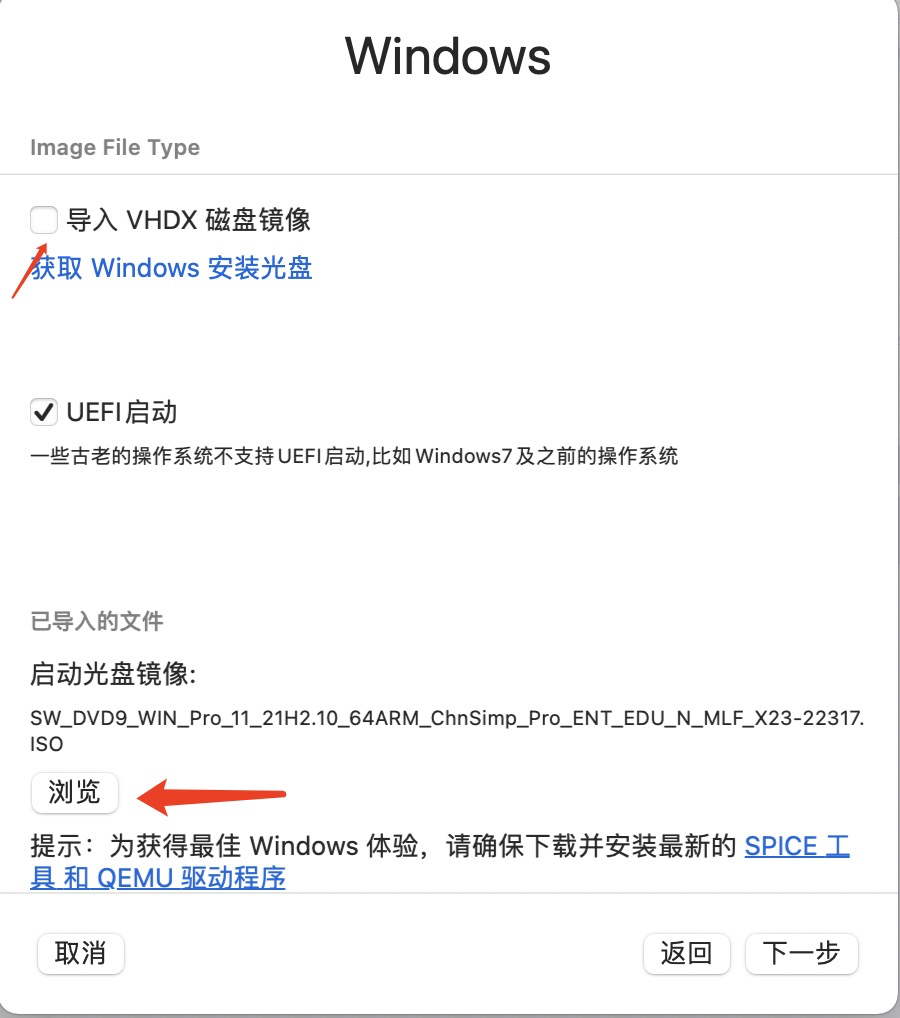 Windows
Image File Type
导入 VHDX 磁盘镜像
获取 Windows 安装光盘
UEFI启动
一些古老的操作系统不支持UEFI启动,比如Windows7及之前的操作系统
已导入的文件
启动光盘镜像:
SW_DVD9_WIN_Pro_11_21H2.10_64ARM_ChnSimp_Pro_ENT_EDU_N_MLF_X23-22317.
ISO
浏览
提示：为获得最佳 Windows 体验，请确保下载并安装最新的 SPICE 工
具 和 QEMU 驱动程序
取消
返回
下一步